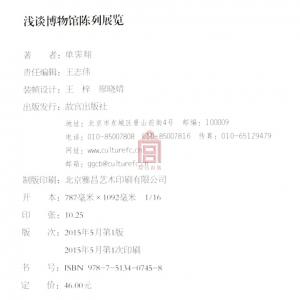 浅谈博物馆陈列展览
著　　者：单霁翔
责任编辑：王志伟
装帧设计：王　梓　廖晓婧
出版发行：故宫出版社
地址：北京市东城区景山前街4号　邮编：100009
电话：010-85007808　010-85007816　传真：010-65129479
网址：www.culturefc.cn
邮箱：ggcb@culturefc.cn
制版印刷：北京雅昌艺术印刷有限公司
开　　本：787毫米×1092毫米　1/16
印　　张：10.25
版　　次：2015年5月第1版
2015年5月第1次印刷
书　　号：ISBN 978-7-5134-0745-8
定　　价：46.00元